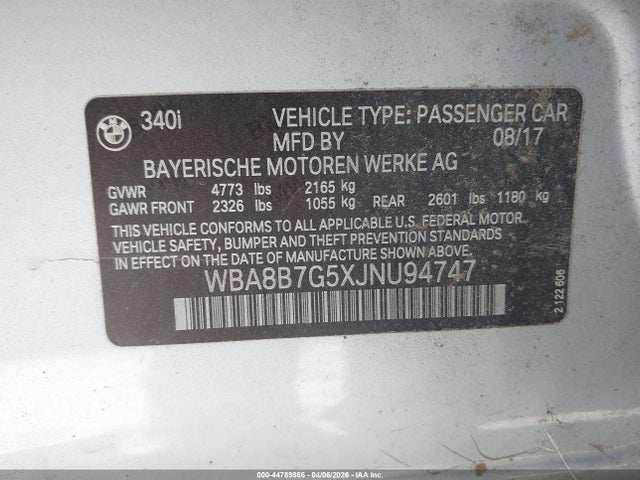 BMW
340i
VEHICLE TYPE: PASSENGER CAR
MFD BY 08/17
BAYERISCHE MOTOREN WERKE AG
GVWR 4773 lbs 2165 kg
GAWR FRONT 2326 lbs 1055 kg REAR 2601 lbs 1180 kg
THIS VEHICLE CONFORMS TO ALL APPLICABLE U.S. FEDERAL MOTOR
VEHICLE SAFETY, BUMPER AND THEFT PREVENTION STANDARDS
IN EFFECT ON THE DATE OF MANUFACTURE SHOWN ABOVE.
WBA8B7G5XJNU94747
2 122 606
000-44789866 - 04/06/2026 - IAAI.COM